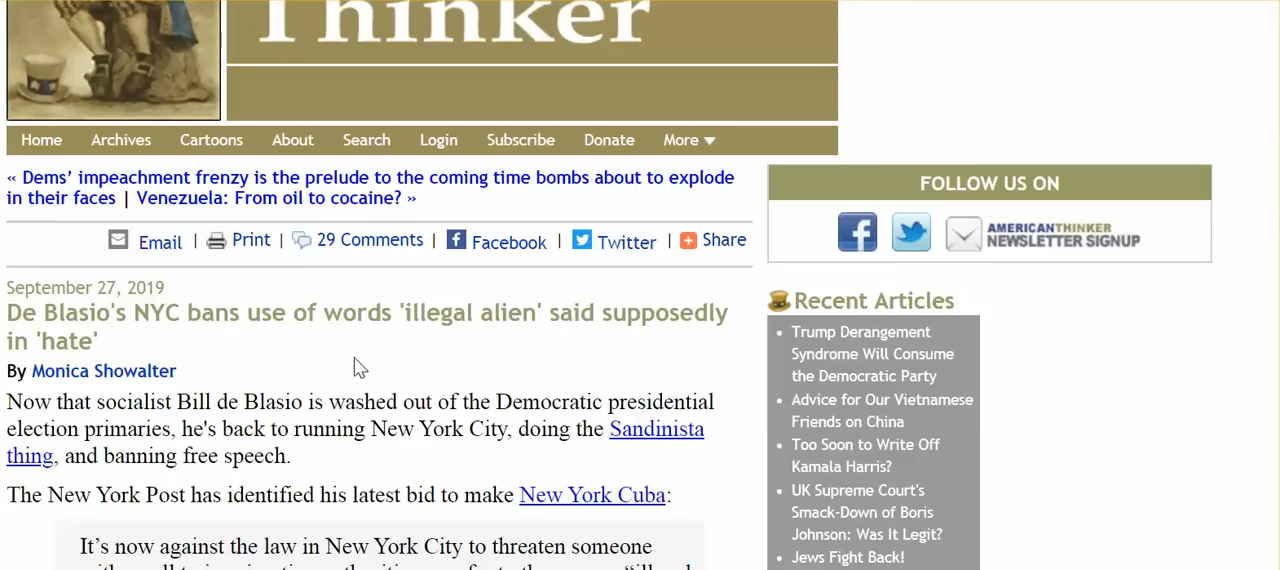 Thinker
Home Archives Cartoons About Search Login Subscribe Donate More
« Dems’ impeachment frenzy is the prelude to the coming time bombs about to explode
in their faces | Venezuela: From oil to cocaine? »
Email | Print | 29 Comments | Facebook | Twitter | Share
September 27, 2019
De Blasio's NYC bans use of words 'illegal alien' said supposedly
in 'hate'
By Monica Showalter
Now that socialist Bill de Blasio is washed out of the Democratic presidential
election primaries, he's back to running New York City, doing the Sandinista
thing, and banning free speech.
The New York Post has identified his latest bid to make New York Cuba:
It’s now against the law in New York City to threaten someone
FOLLOW US ON
AMERICANTHINKER
NEWSLETTER SIGNUP
Recent Articles
• Trump Derangement
Syndrome Will Consume
the Democratic Party
• Advice for Our Vietnamese
Friends on China
• Too Soon to Write Off
Kamala Harris?
• UK Supreme Court's
Smack-Down of Boris
Johnson: Was It Legit?
• Jews Fight Back!